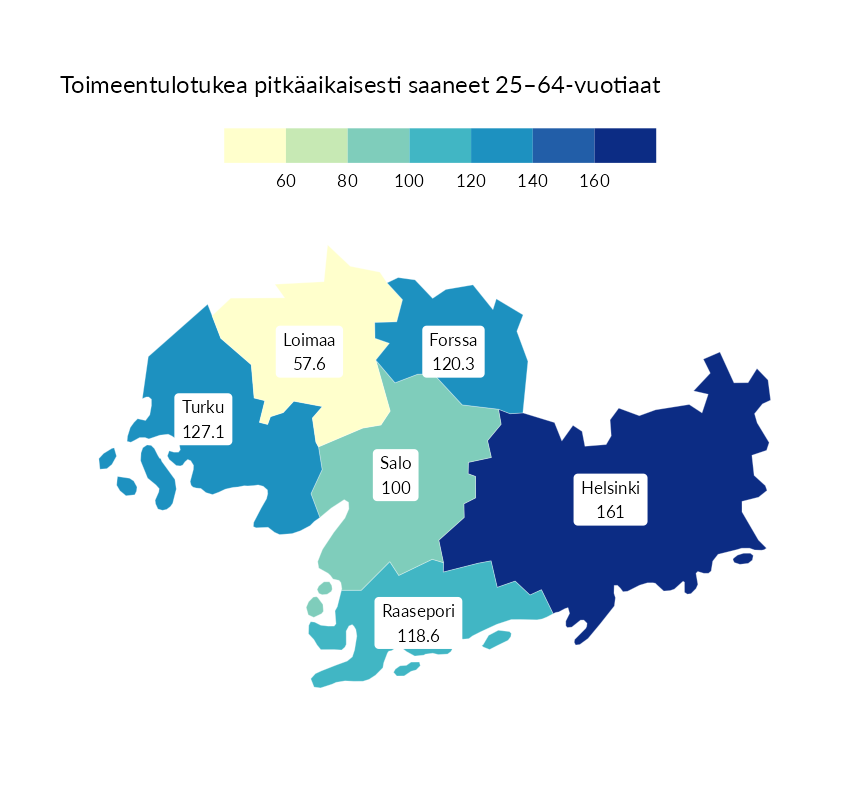 Toimeentulotukea pitkäaikaisesti saaneet 25–64-vuotiaat
60 80 100 120 140 160
Loimaa
57.6
Forssa
120.3
Turku
127.1
Salo
100
Helsinki
161
Raasepori
118.6